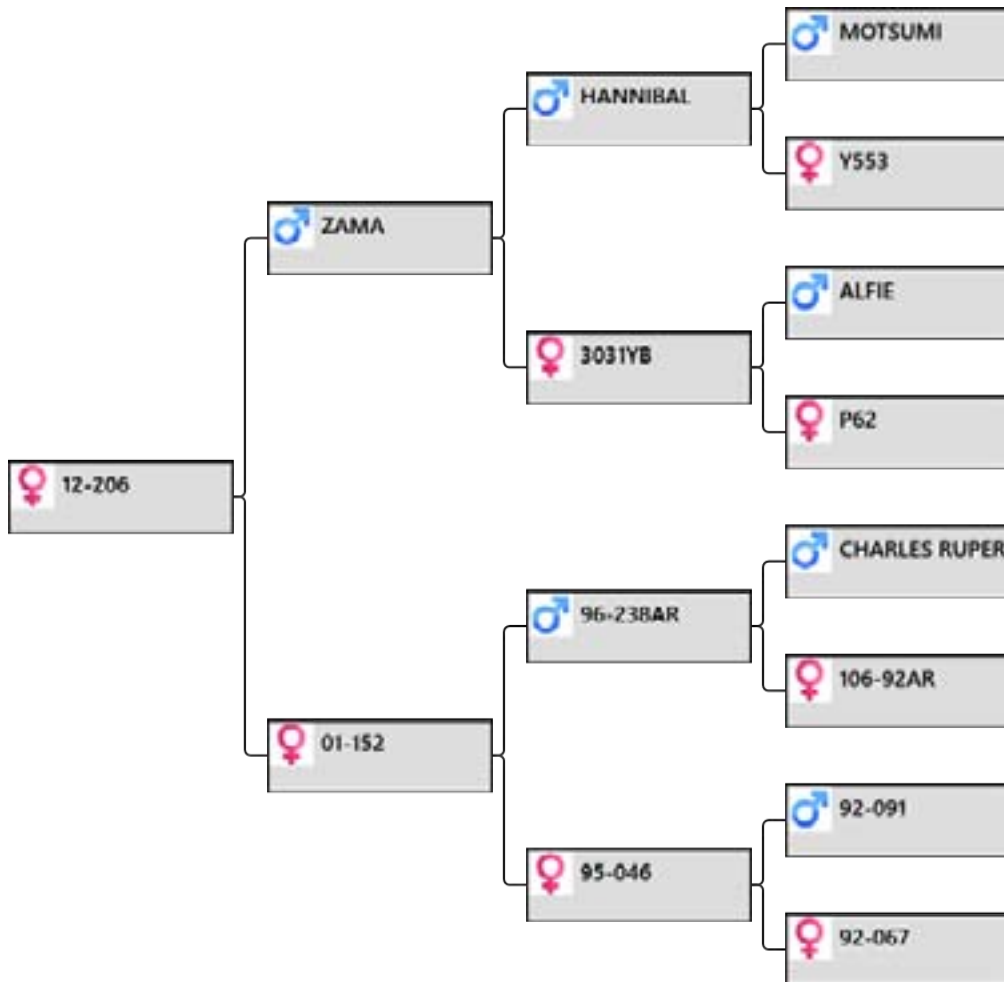 MOTSUMI
HANNIBAL
Y553
ZAMA
ALFIE
3031YB
P62
12-206
CHARLES RUPER
96-238AR
106-92AR
01-152
92-091
95-046
92-067